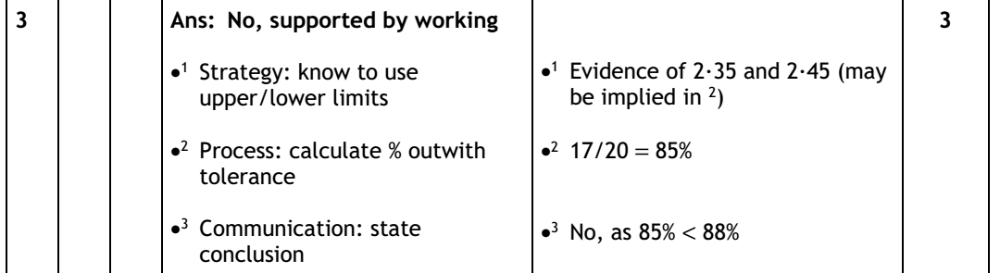 3 Ans: No, supported by working 3
•¹ Strategy: know to use
upper/lower limits
•¹ Evidence of 2·35 and 2·45 (may
be implied in ²)
•² Process: calculate % outwith
tolerance
•² 17/20 = 85%
•³ Communication: state
conclusion
•³ No, as 85% < 88%